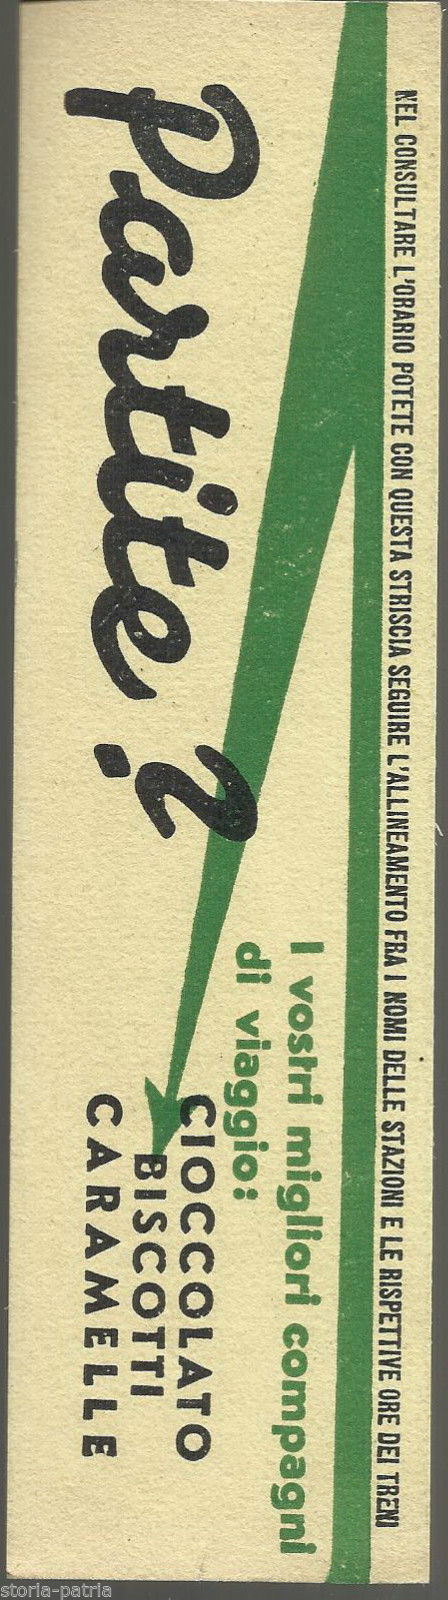 NEL CONSULTARE L'ORARIO POTETE CON QUESTA STRISCIA SEGUIRE L'ALLINEAMENTO FRA I NOMI DELLE STAZIONI E LE RISPETTIVE ORE DEI TRENI
Partite?
I vostri migliori compagni
di viaggio:
CIOCCOLATO
BISCOTTI
CARAMELLE
storia-patria